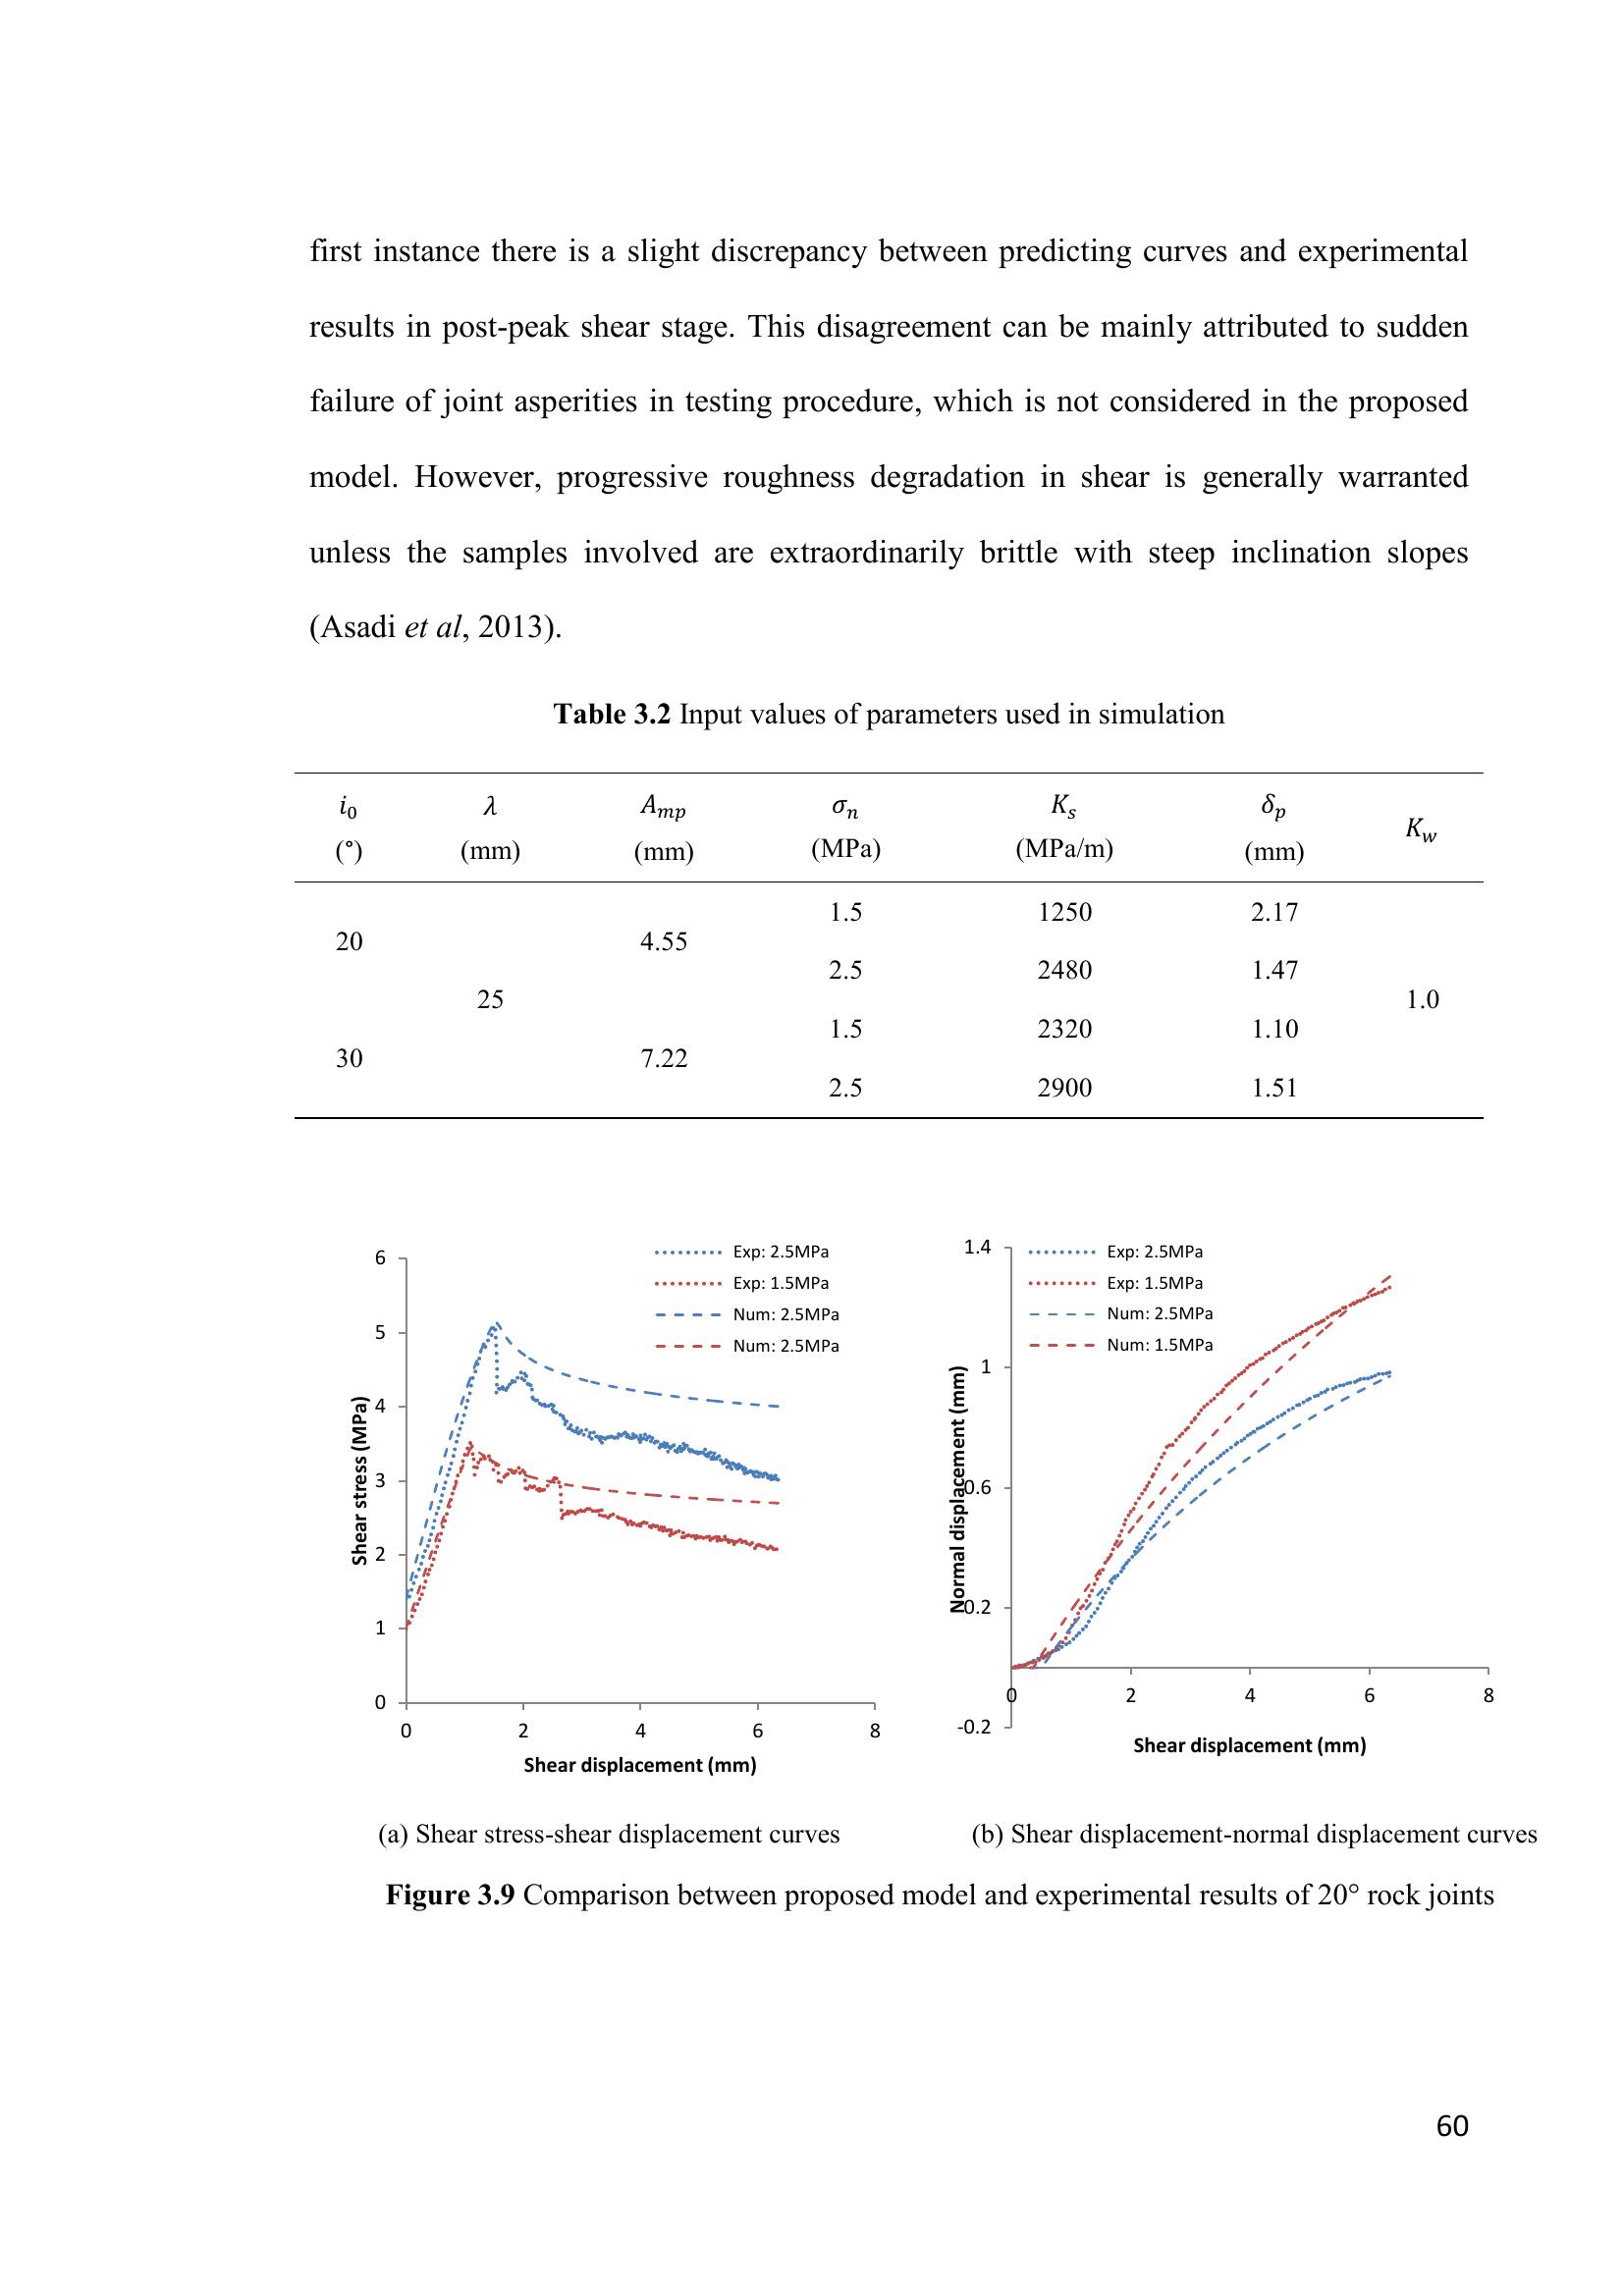 first instance there is a slight discrepancy between predicting curves and experimental
results in post-peak shear stage. This disagreement can be mainly attributed to sudden
failure of joint asperities in testing procedure, which is not considered in the proposed
model. However, progressive roughness degradation in shear is generally warranted
unless the samples involved are extraordinarily brittle with steep inclination slopes
(Asadi et al, 2013).
Table 3.2 Input values of parameters used in simulation
i₀ λ Aₘₚ σₙ Kₛ δₚ K_w
(°) (mm) (mm) (MPa) (MPa/m) (mm)
1.5 1250 2.17
20 4.55
2.5 2480 1.47
25 1.0
1.5 2320 1.10
30 7.22
2.5 2900 1.51
6
5
4
3
2
1
0
0 2 4 6 8
Shear stress (MPa)
Shear displacement (mm)
Exp: 2.5MPa
Exp: 1.5MPa
Num: 2.5MPa
Num: 2.5MPa
1.4
1
0.6
0.2
-0.2
0 2 4 6 8
Normal displacement (mm)
Shear displacement (mm)
Exp: 2.5MPa
Exp: 1.5MPa
Num: 2.5MPa
Num: 1.5MPa
(a) Shear stress-shear displacement curves
(b) Shear displacement-normal displacement curves
Figure 3.9 Comparison between proposed model and experimental results of 20° rock joints
60